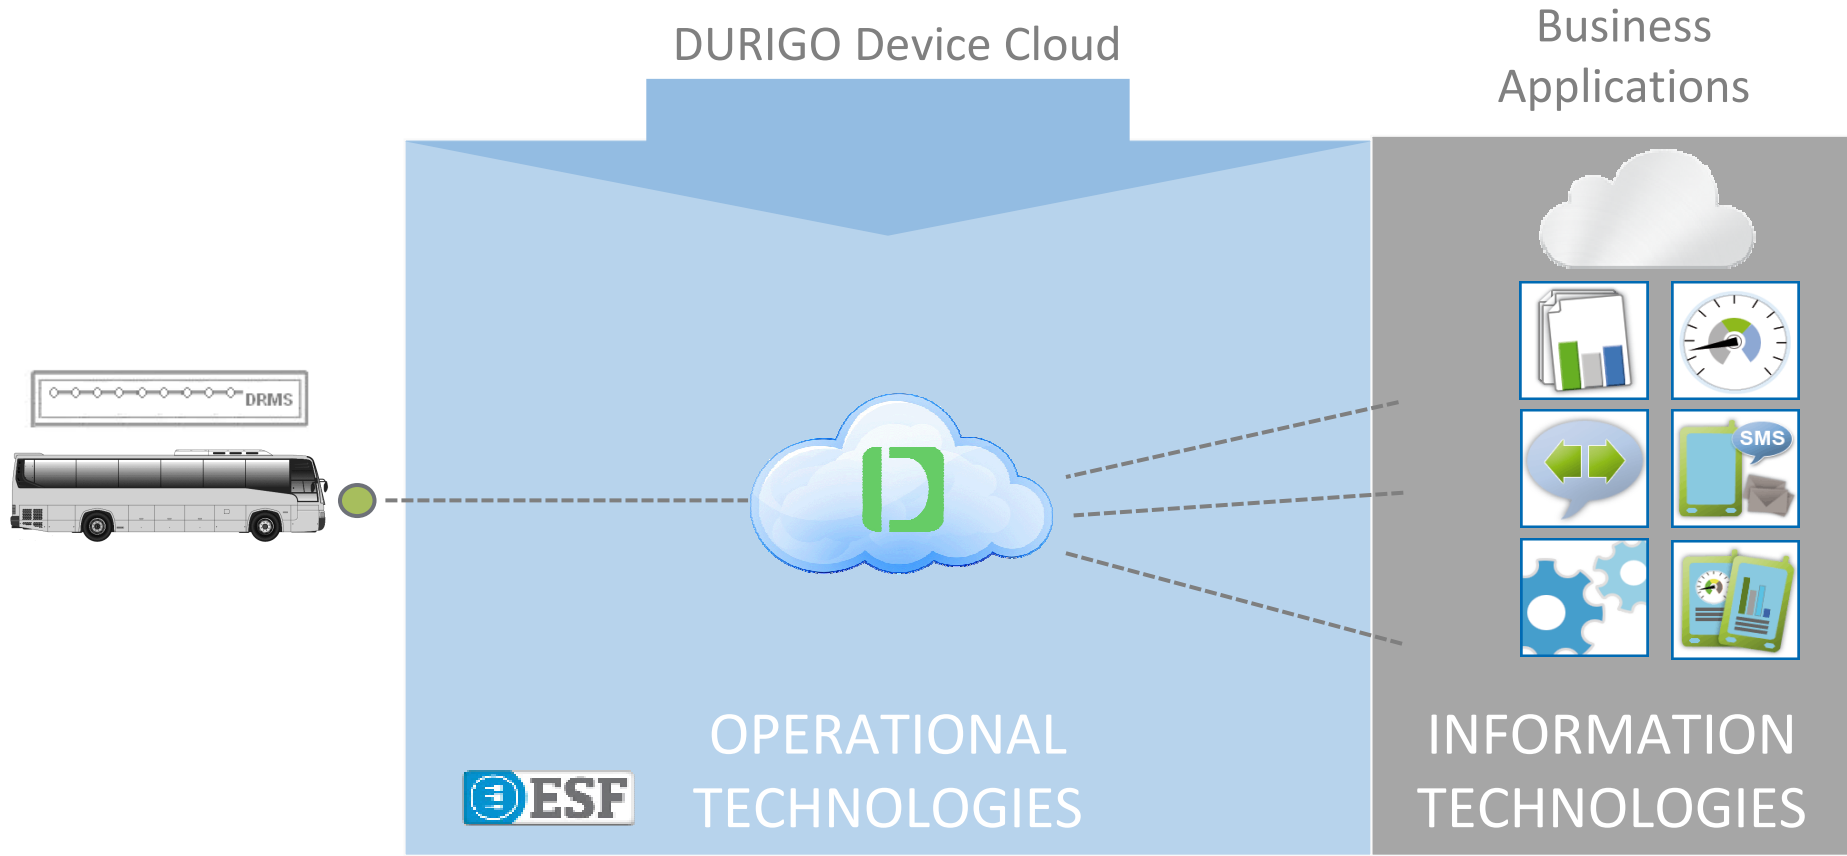 DURIGO Device Cloud
Business
Applications
DRMS
SMS
OPERATIONAL
TECHNOLOGIES
ESF
INFORMATION
TECHNOLOGIES